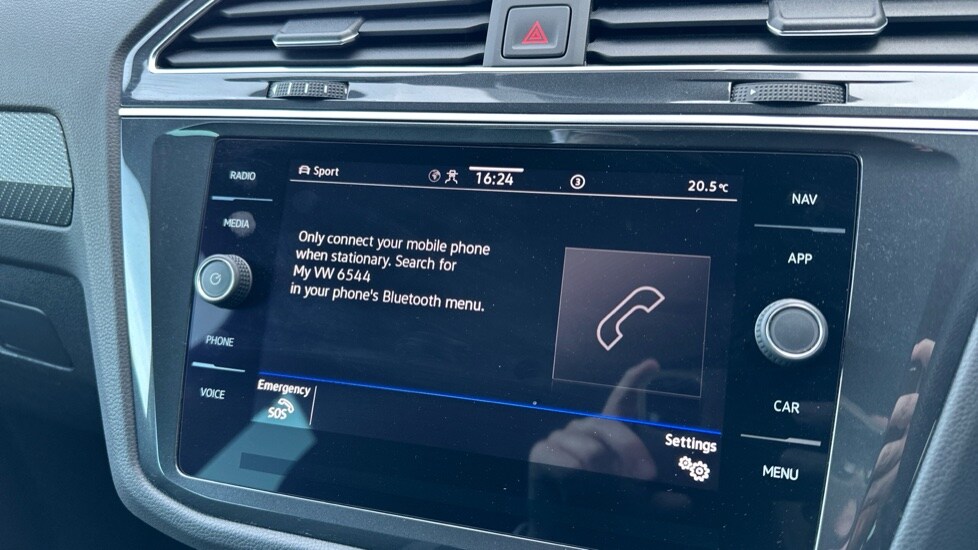 RADIO
MEDIA
PHONE
VOICE
Sport
16:24
3
20.5°C
Only connect your mobile phone
when stationary. Search for
My VW 6544
in your phone's Bluetooth menu.
Emergency
SOS
Settings
NAV
APP
CAR
MENU